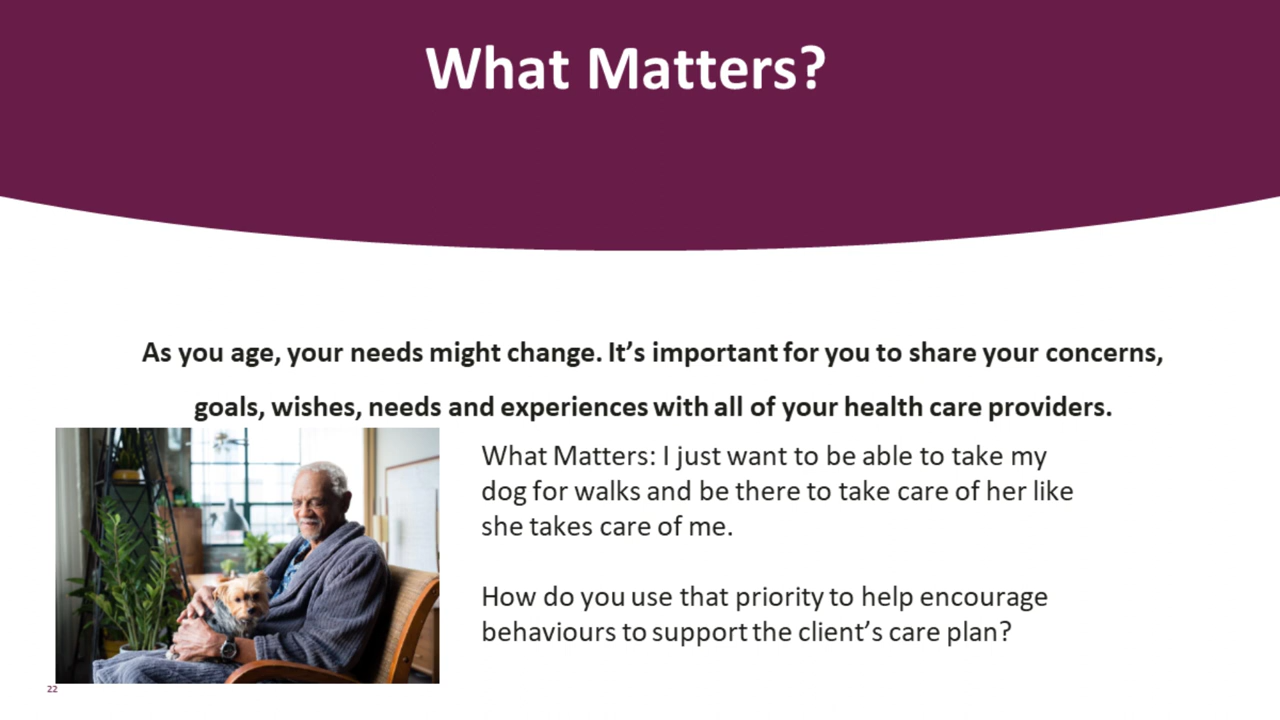 What Matters?
As you age, your needs might change. It’s important for you to share your concerns,
goals, wishes, needs and experiences with all of your health care providers.
What Matters: I just want to be able to take my
dog for walks and be there to take care of her like
she takes care of me.
How do you use that priority to help encourage
behaviours to support the client’s care plan?
22